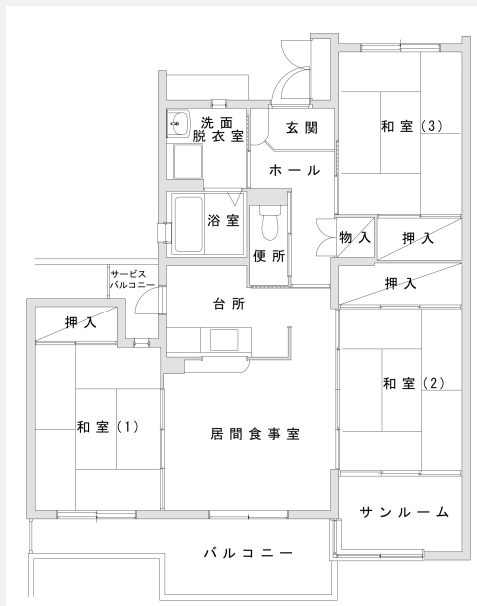 洗面
脱衣室
玄関
和室(3)
ホール
浴室
便所
物入
押入
サービス
バルコニー
押入
台所
押入
和室(2)
和室(1)
居間食事室
サンルーム
バルコニー